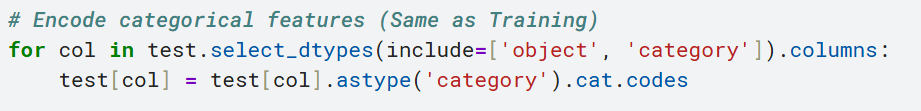 # Encode categorical features (Same as Training)
for col in test.select_dtypes(include=['object', 'category']).columns:
    test[col] = test[col].astype('category').cat.codes